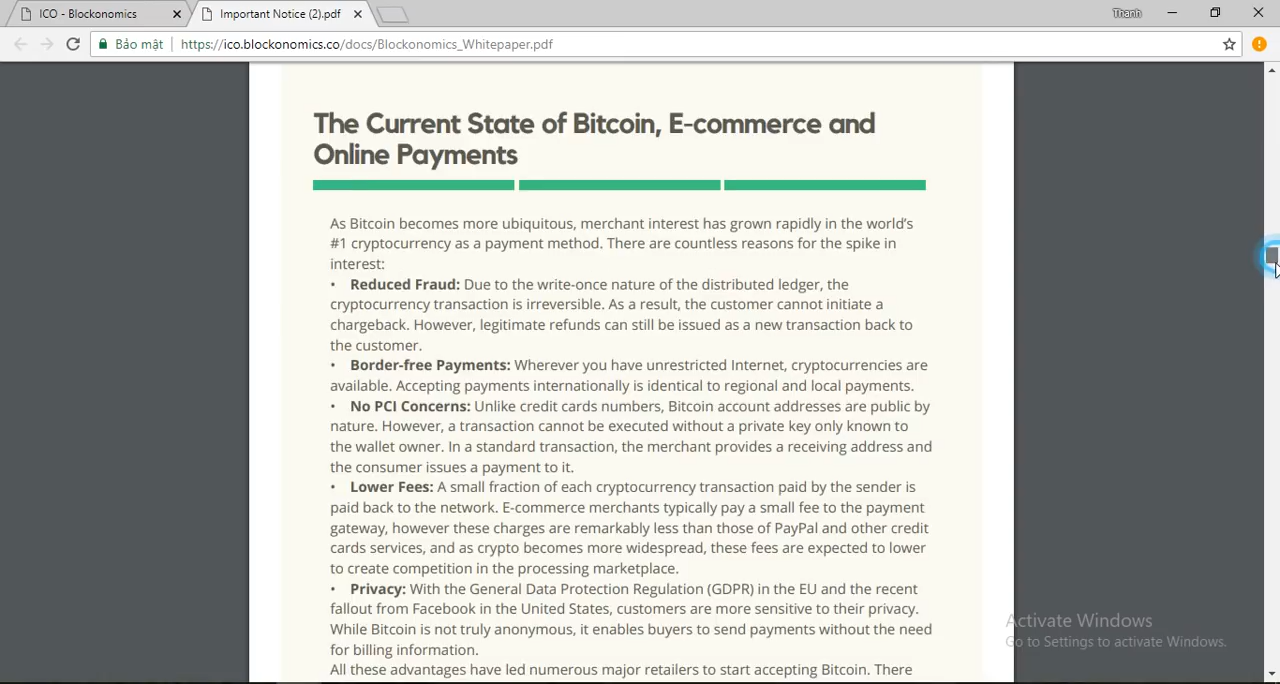 ICO - Blockonomics
Important Notice (2).pdf
Thanh
Bảo mật
https://ico.blockonomics.co/docs/Blockonomics_Whitepaper.pdf
The Current State of Bitcoin, E-commerce and
Online Payments
As Bitcoin becomes more ubiquitous, merchant interest has grown rapidly in the world’s
#1 cryptocurrency as a payment method. There are countless reasons for the spike in
interest:
• Reduced Fraud: Due to the write-once nature of the distributed ledger, the
cryptocurrency transaction is irreversible. As a result, the customer cannot initiate a
chargeback. However, legitimate refunds can still be issued as a new transaction back to
the customer.
• Border-free Payments: Wherever you have unrestricted Internet, cryptocurrencies are
available. Accepting payments internationally is identical to regional and local payments.
• No PCI Concerns: Unlike credit cards numbers, Bitcoin account addresses are public by
nature. However, a transaction cannot be executed without a private key only known to
the wallet owner. In a standard transaction, the merchant provides a receiving address and
the consumer issues a payment to it.
• Lower Fees: A small fraction of each cryptocurrency transaction paid by the sender is
paid back to the network. E-commerce merchants typically pay a small fee to the payment
gateway, however these charges are remarkably less than those of PayPal and other credit
cards services, and as crypto becomes more widespread, these fees are expected to lower
to create competition in the processing marketplace.
• Privacy: With the General Data Protection Regulation (GDPR) in the EU and the recent
fallout from Facebook in the United States, customers are more sensitive to their privacy.
While Bitcoin is not truly anonymous, it enables buyers to send payments without the need
for billing information.
All these advantages have led numerous major retailers to start accepting Bitcoin. There
Activate Windows
Go to Settings to activate Windows.